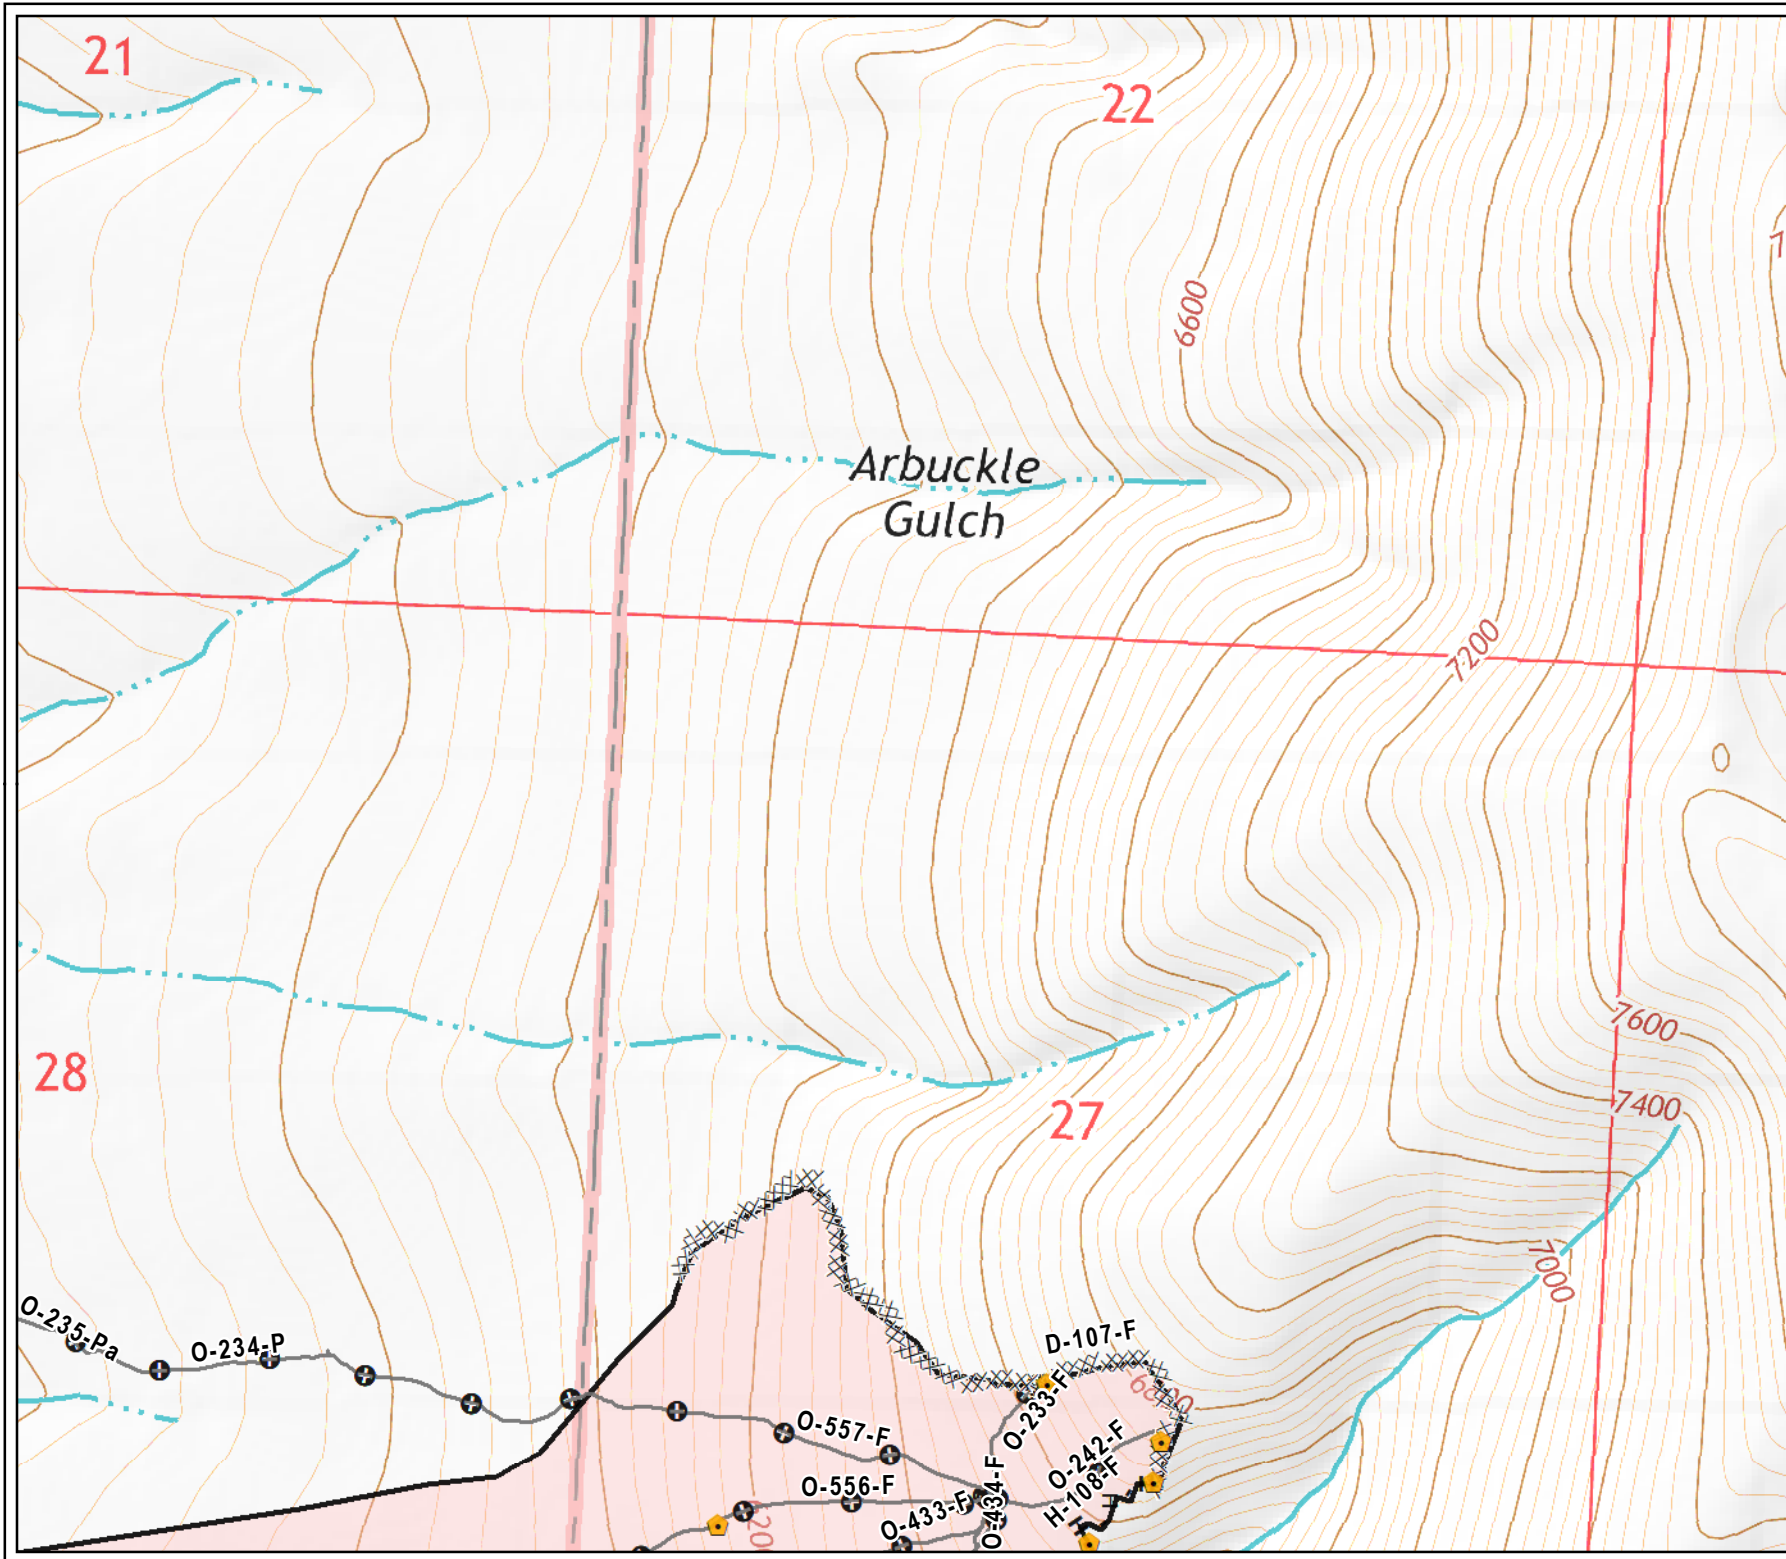 21
22
6600
Arbuckle
Gulch
7200
7600
7400
28
27
7000
O-235-Pa
O-234-P
D-107-F
O-233-F
O-557-F
O-242-F
O-556-F
O-433-F
O-434-F
H-108-F